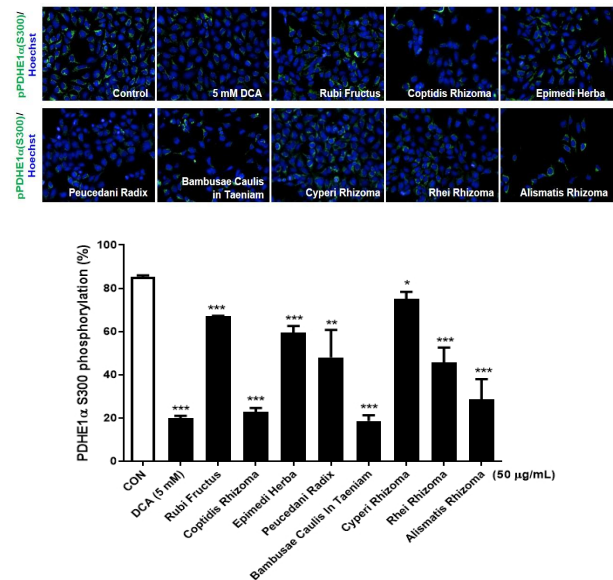 pPDHE1α(S300)/
Hoechst
Control
5 mM DCA
Rubi Fructus
Coptidis Rhizoma
Epimedi Herba
pPDHE1α(S300)/
Hoechst
Peucedani Radix
Bambusae Caulis
in Taeniam
Cyperi Rhizoma
Rhei Rhizoma
Alismatis Rhizoma
PDHE1α S300 phosphorylation (%)
100
80
60
40
20
0
***
***
***
***
**
***
*
***
***
CON
DCA (5 mM)
Rubi Fructus
Coptidis Rhizoma
Epimedi Herba
Peucedani Radix
Bambusae Caulis In Taeniam
Cyperi Rhizoma
Rhei Rhizoma
Alismatis Rhizoma
(50 μg/mL)